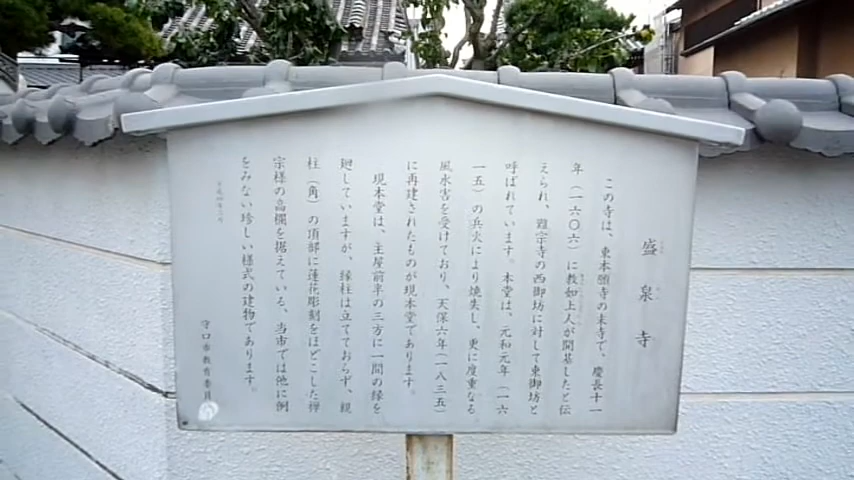 盛泉寺
この寺は、東本願寺の末寺で、慶長十一
年（一六〇六）に教如上人が開基したと伝
えられ、難宗寺の西御坊に対して東御坊と
呼ばれています。本堂は、元和元年（一六
一五）の兵火により焼失し、更に度重なる
風水害を受けており、天保六年（一八三五）
に再建されたものが現本堂であります。
現本堂は、主屋前車の三方に一間の縁を
廻していますが、縁柱は立てておらず、親
柱（角）の頂部に蓮花彫刻をほどこした禅
宗様の高欄を据えている、当市では他に例
をみない珍しい様式の建物であります。
守口市教育委員会